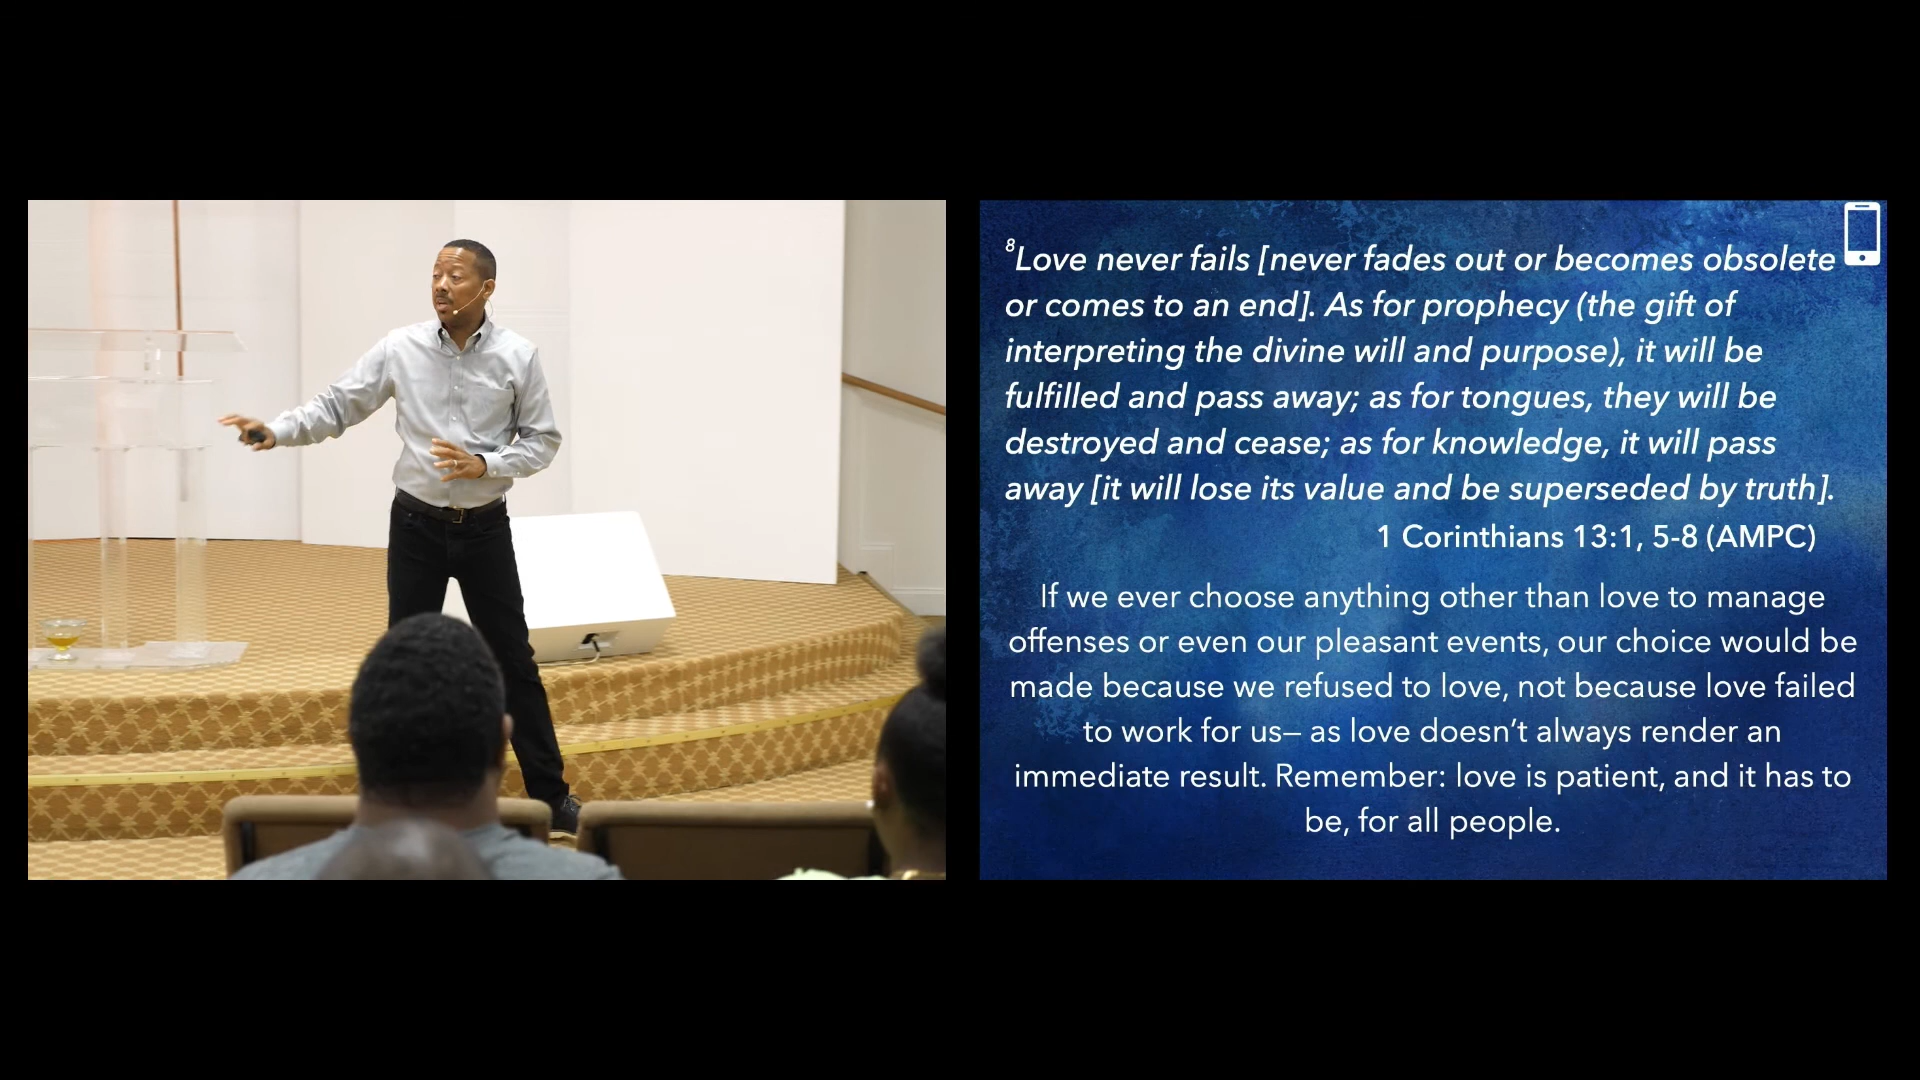 ⁸Love never fails [never fades out or becomes obsolete
or comes to an end]. As for prophecy (the gift of
interpreting the divine will and purpose), it will be
fulfilled and pass away; as for tongues, they will be
destroyed and cease; as for knowledge, it will pass
away [it will lose its value and be superseded by truth].
1 Corinthians 13:1, 5-8 (AMPC)
If we ever choose anything other than love to manage
offenses or even our pleasant events, our choice would be
made because we refused to love, not because love failed
to work for us– as love doesn’t always render an
immediate result. Remember: love is patient, and it has to
be, for all people.